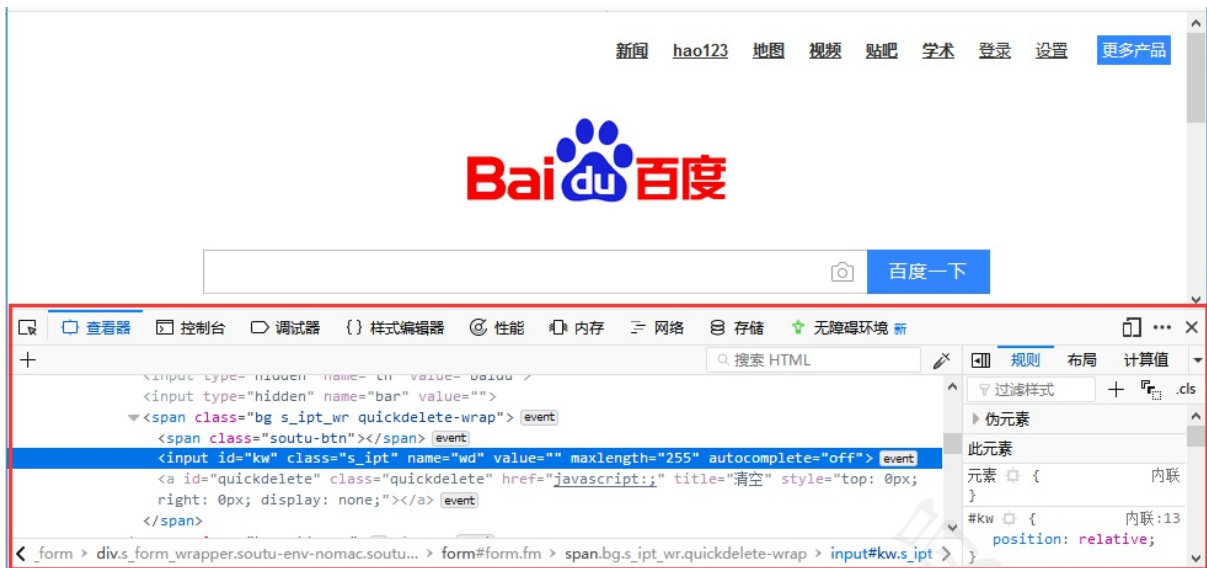 新闻 hao123 地图 视频 贴吧 学术 登录 设置 更多产品
Bai du 百度
百度一下
查看器 控制台 调试器 {} 样式编辑器 性能 内存 网络 存储 无障碍环境 新
搜索 HTML
规则 布局 计算值
<input type="hidden" name="tn" value="baidu">
<input type="hidden" name="bar" value="">
过滤样式 + .cls
<span class="bg s_ipt_wr quickdelete-wrap"> event
伪元素
<span class="soutu-btn"></span> event
此元素
<input id="kw" class="s_ipt" name="wd" value="" maxlength="255" autocomplete="off"> event
<a id="quickdelete" class="quickdelete" href="javascript:;" title="清空" style="top: 0px;
元素 { 内联
right: 0px; display: none;"></a> event
}
</span>
#kw { 内联:13
position: relative;
}
_form > div.s_form_wrapper.soutu-env-nomac.soutu... > form#form.fm > span.bg.s_ipt_wr.quickdelete-wrap > input#kw.s_ipt